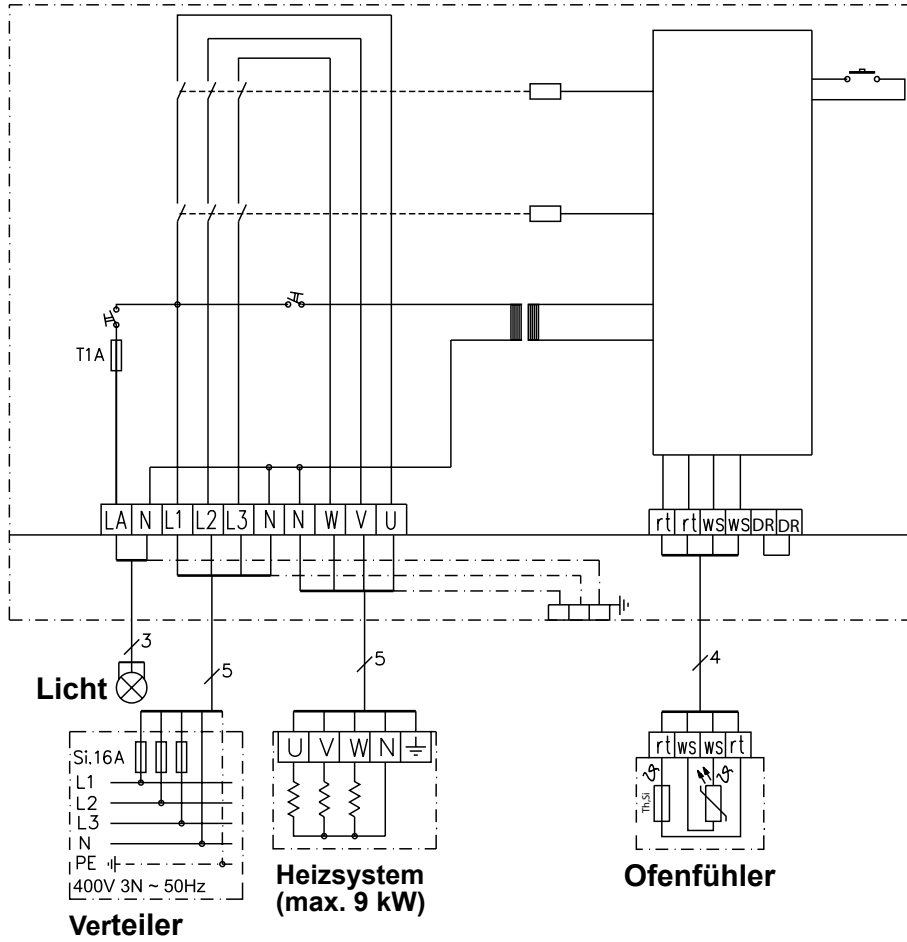 T1A
LA N L1 L2 L3 N N W V U
rt rt ws ws DR DR
3
5
5
4
Licht
Si.16A
L1
L2
L3
N
PE
400V 3N ~ 50Hz
Verteiler
U V W N
Heizsystem
(max. 9 kW)
rt ws ws rt
ϑ ϑ
Th,Si
Ofenfühler